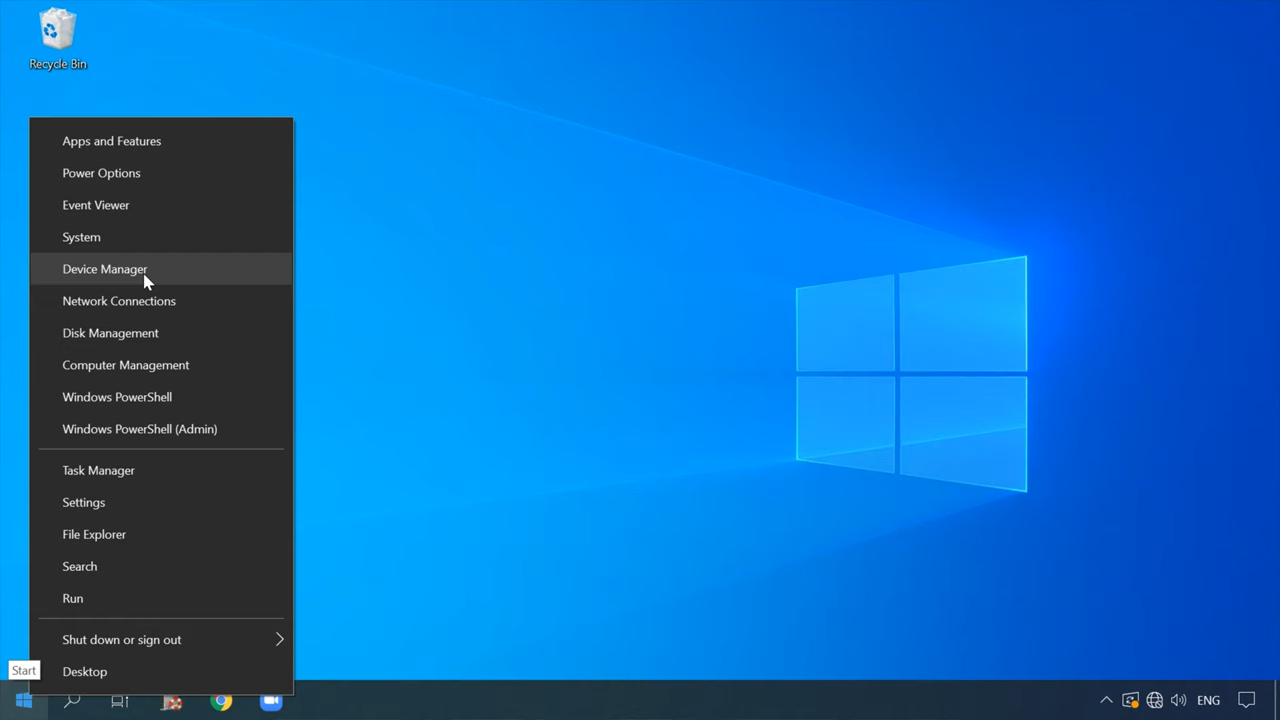 Recycle Bin
Apps and Features
Power Options
Event Viewer
System
Device Manager
Network Connections
Disk Management
Computer Management
Windows PowerShell
Windows PowerShell (Admin)
Task Manager
Settings
File Explorer
Search
Run
Shut down or sign out
Desktop
Start
ENG